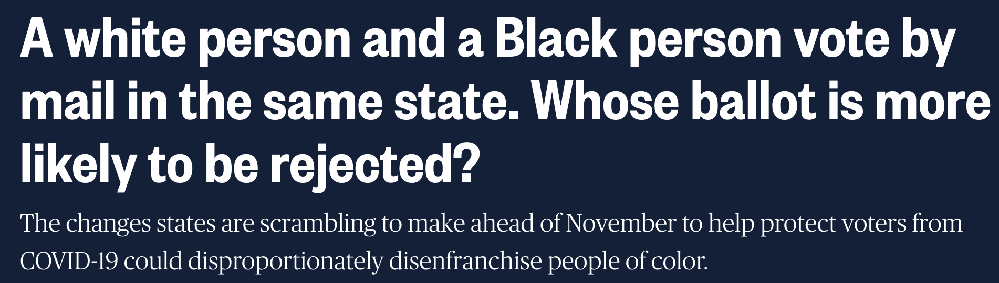 A white person and a Black person vote by
mail in the same state. Whose ballot is more
likely to be rejected?
The changes states are scrambling to make ahead of November to help protect voters from
COVID-19 could disproportionately disenfranchise people of color.